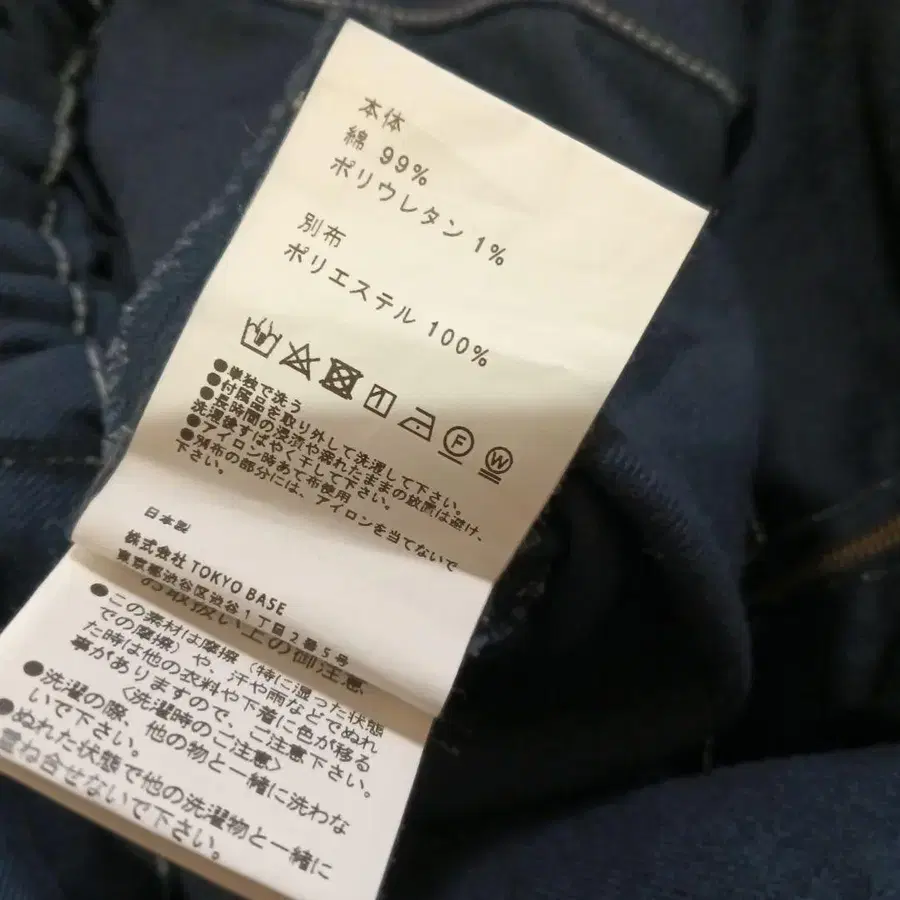 本体
綿 99%
ポリウレタン 1%
別布
ポリエステル 100%
F
W
●単独で洗う
●付属品を取り外して洗濯して下さい。
●長時間の浸漬や濡れたままの放置は避け、
洗濯後すばやく干して下さい。
●アイロン時あて布使用
●別布の部分には、アイロンを当てないで
下さい。
日本製
株式会社 TOKYO BASE
東京都渋谷区渋谷1丁目2番5号
お取扱い上の御注意
●この素材は摩擦(特に湿った状態
での摩擦)や、汗や雨などでぬれ
た時は他の衣料や下着に色が移る
事がありますので、ご注意下さい。
〈洗濯時のご注意〉
●洗濯の際、他の物と一緒に洗わな
いで下さい。
●ぬれた状態で他の洗濯物と一緒に
重ね合せないで下さい。